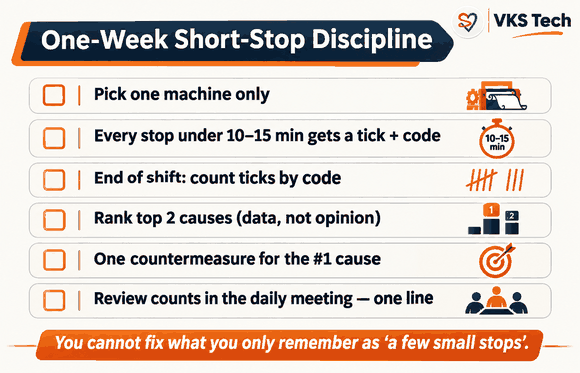 One-Week Short-Stop Discipline
VKS Tech
Pick one machine only
Every stop under 10–15 min gets a tick + code
10–15
min
End of shift: count ticks by code
Rank top 2 causes (data, not opinion)
1
2
One countermeasure for the #1 cause
Review counts in the daily meeting — one line
You cannot fix what you only remember as ‘a few small stops’.